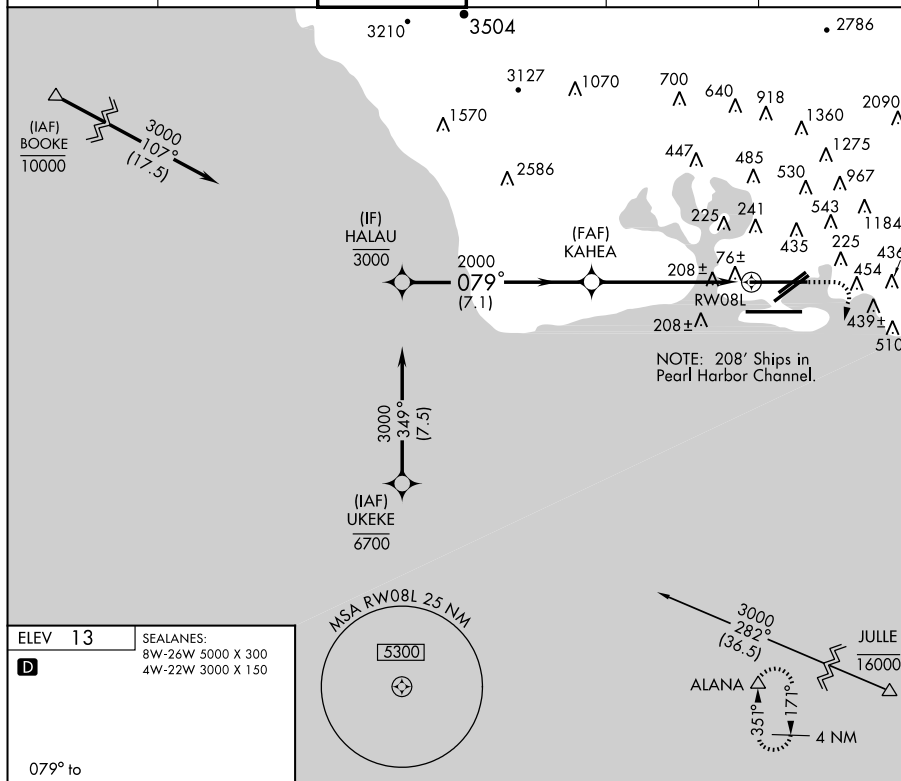 3210
3504
2786
3127
1070
700
640
918
2090
1570
1360
(IAF)
BOOKE
10000
3000
107°
(17.5)
447
485
1275
2586
530
967
(IF)
HALAU
3000
(FAF)
KAHEA
225
241
435
543
1184
225
436
2000
079°
(7.1)
208±
76±
RW08L
454
208±
439±
510
NOTE: 208' Ships in
Pearl Harbor Channel.
3000
349°
(7.5)
(IAF)
UKEKE
6700
MSA RW08L 25 NM
5300
3000
282°
(36.5)
JULLE
16000
ALANA
351°
171°
4 NM
ELEV 13
D
SEALANES:
8W-26W 5000 X 300
4W-22W 3000 X 150
079° to